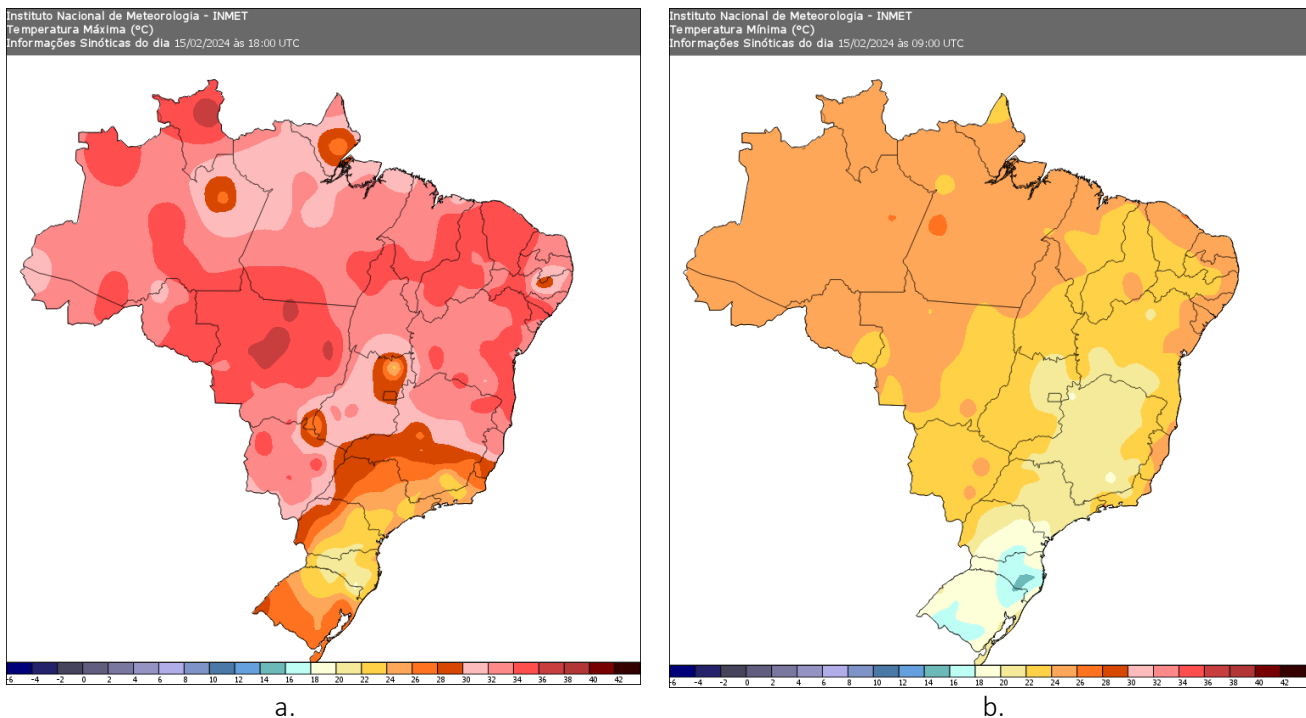 Instituto Nacional de Meteorologia - INMET
Temperatura Máxima (°C)
Informações Sinóticas do dia 15/02/2024 às 18:00 UTC
-6 -4 -2 0 2 4 6 8 10 12 14 16 18 20 22 24 26 28 30 32 34 36 38 40 42
a.
Instituto Nacional de Meteorologia - INMET
Temperatura Mínima (°C)
Informações Sinóticas do dia 15/02/2024 às 09:00 UTC
-6 -4 -2 0 2 4 6 8 10 12 14 16 18 20 22 24 26 28 30 32 34 36 38 40 42
b.